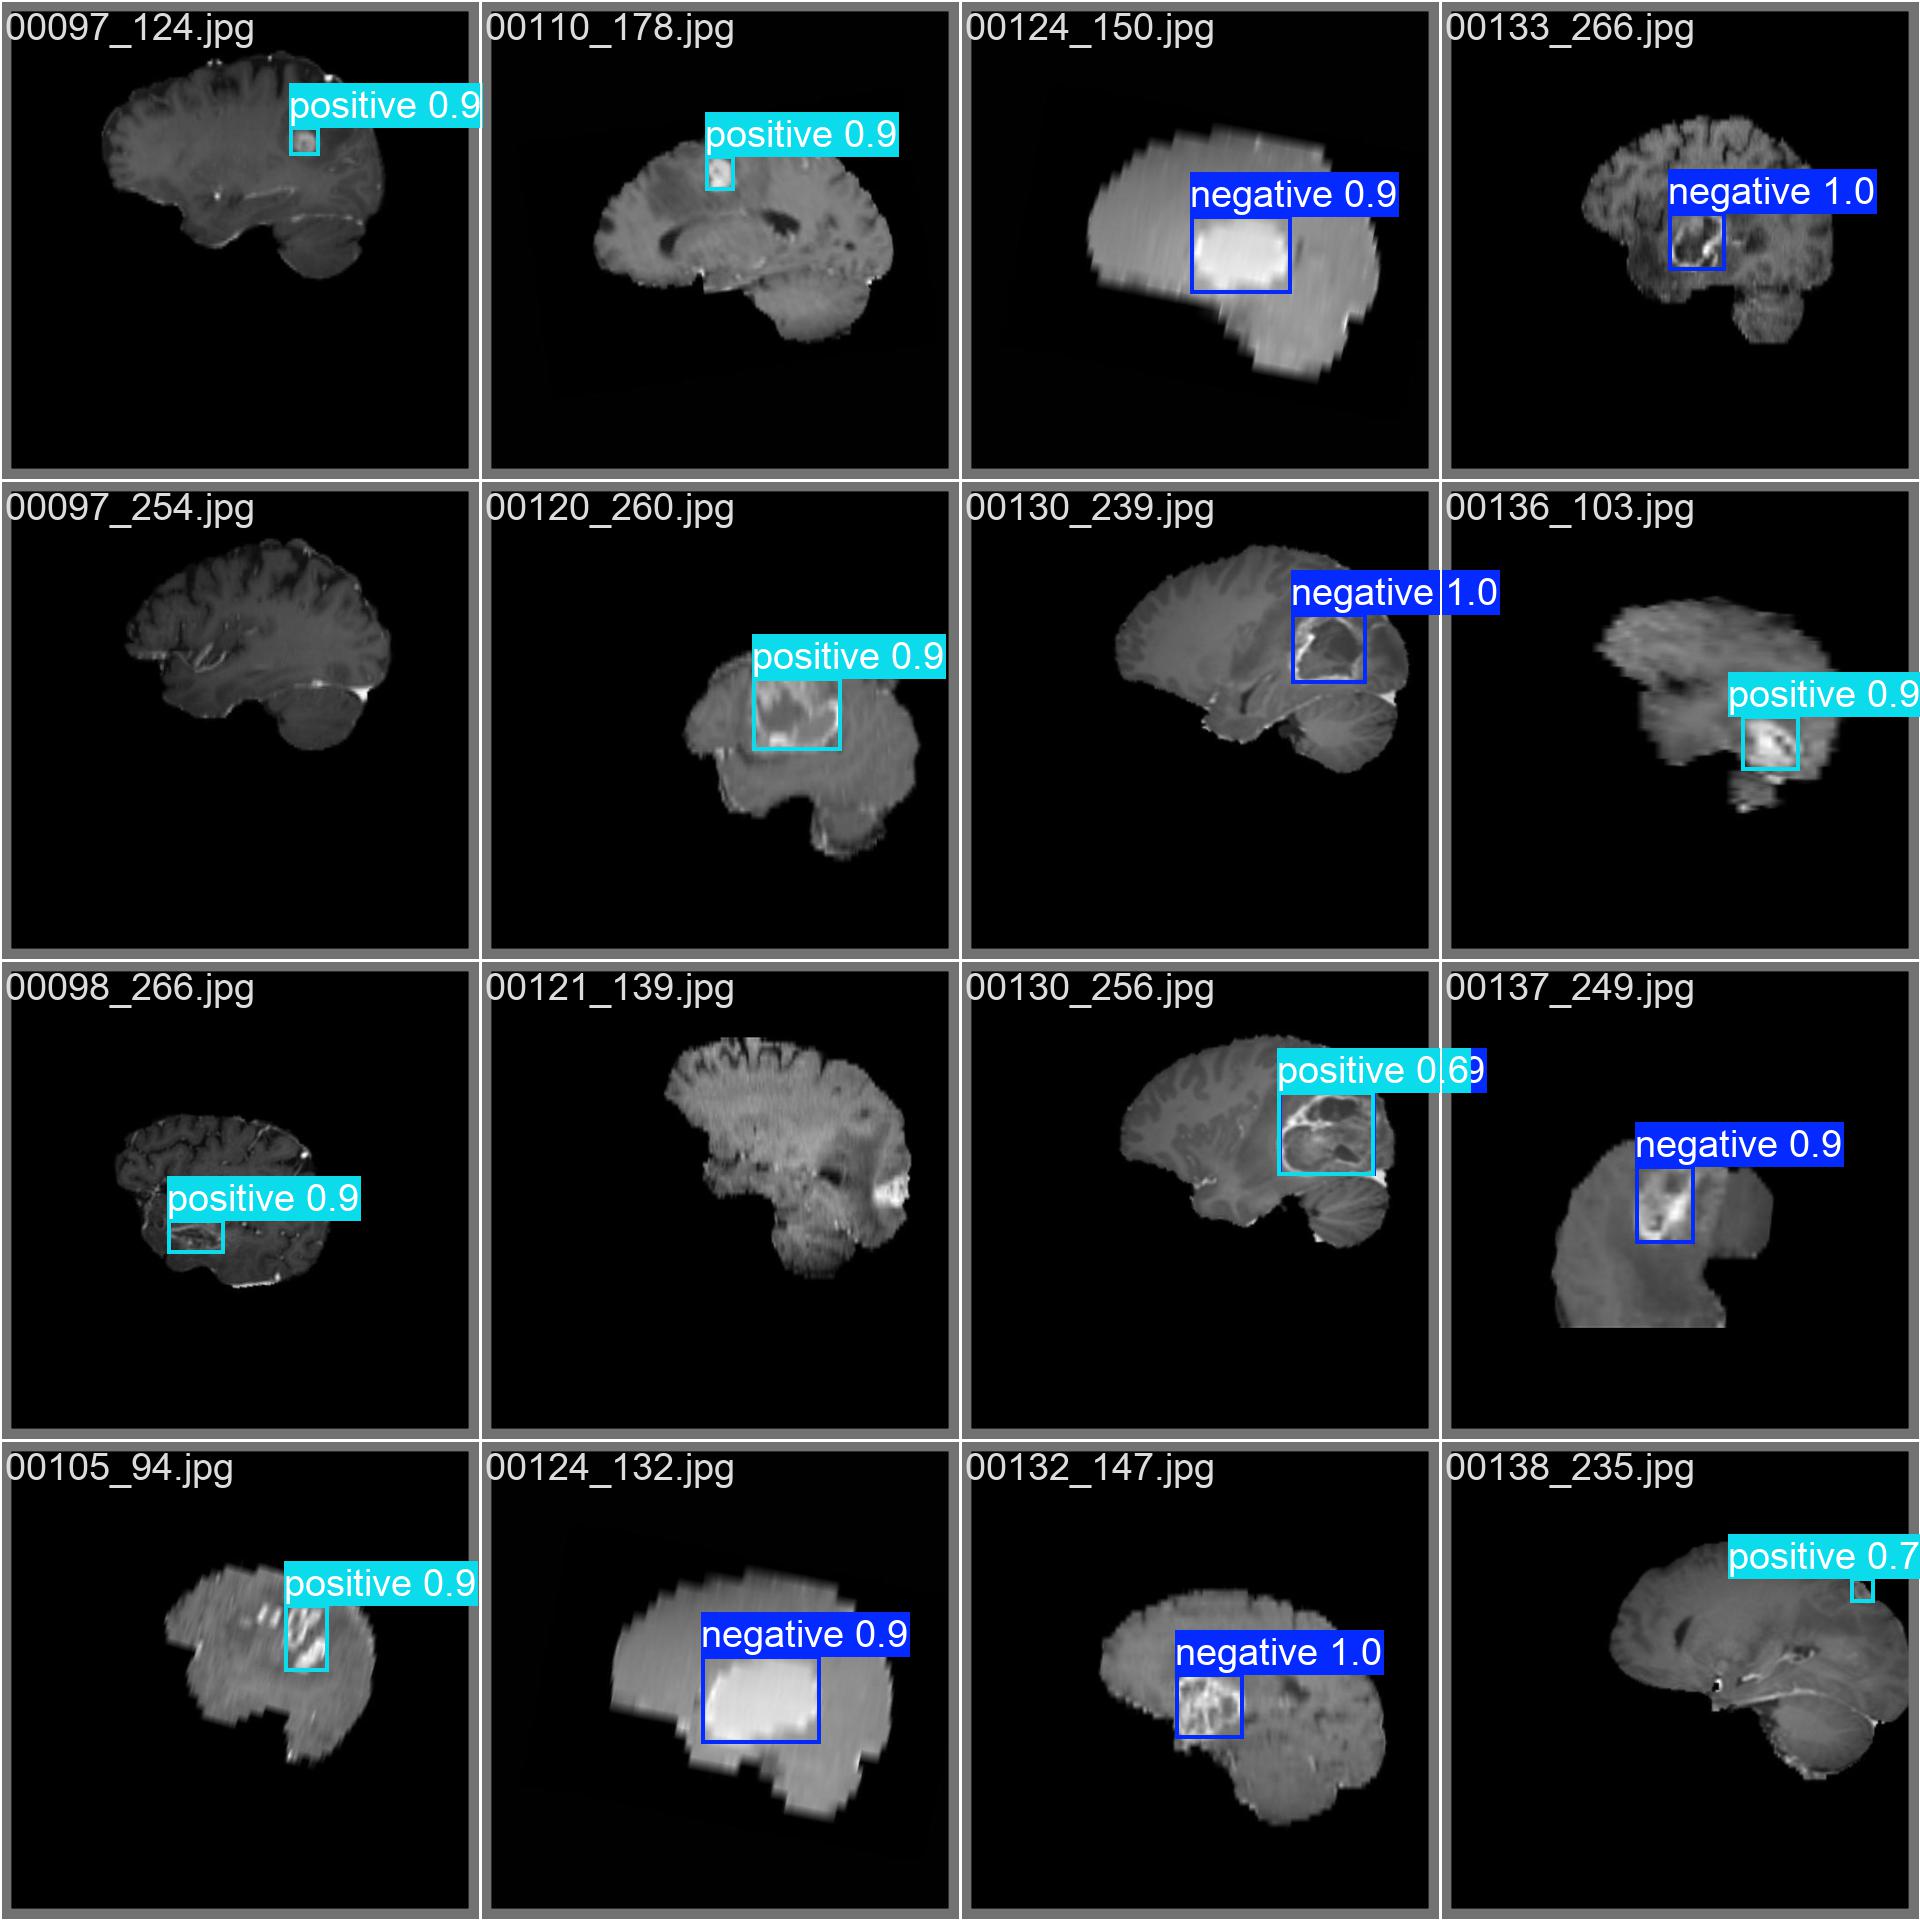 00097_124.jpg
positive 0.9
00110_178.jpg
positive 0.9
00124_150.jpg
negative 0.9
00133_266.jpg
negative 1.0
00097_254.jpg
00120_260.jpg
positive 0.9
00130_239.jpg
negative 1.0
00136_103.jpg
positive 0.9
00098_266.jpg
positive 0.9
00121_139.jpg
00130_256.jpg
positive 0.6
9
00137_249.jpg
negative 0.9
00105_94.jpg
positive 0.9
00124_132.jpg
negative 0.9
00132_147.jpg
negative 1.0
00138_235.jpg
positive 0.7